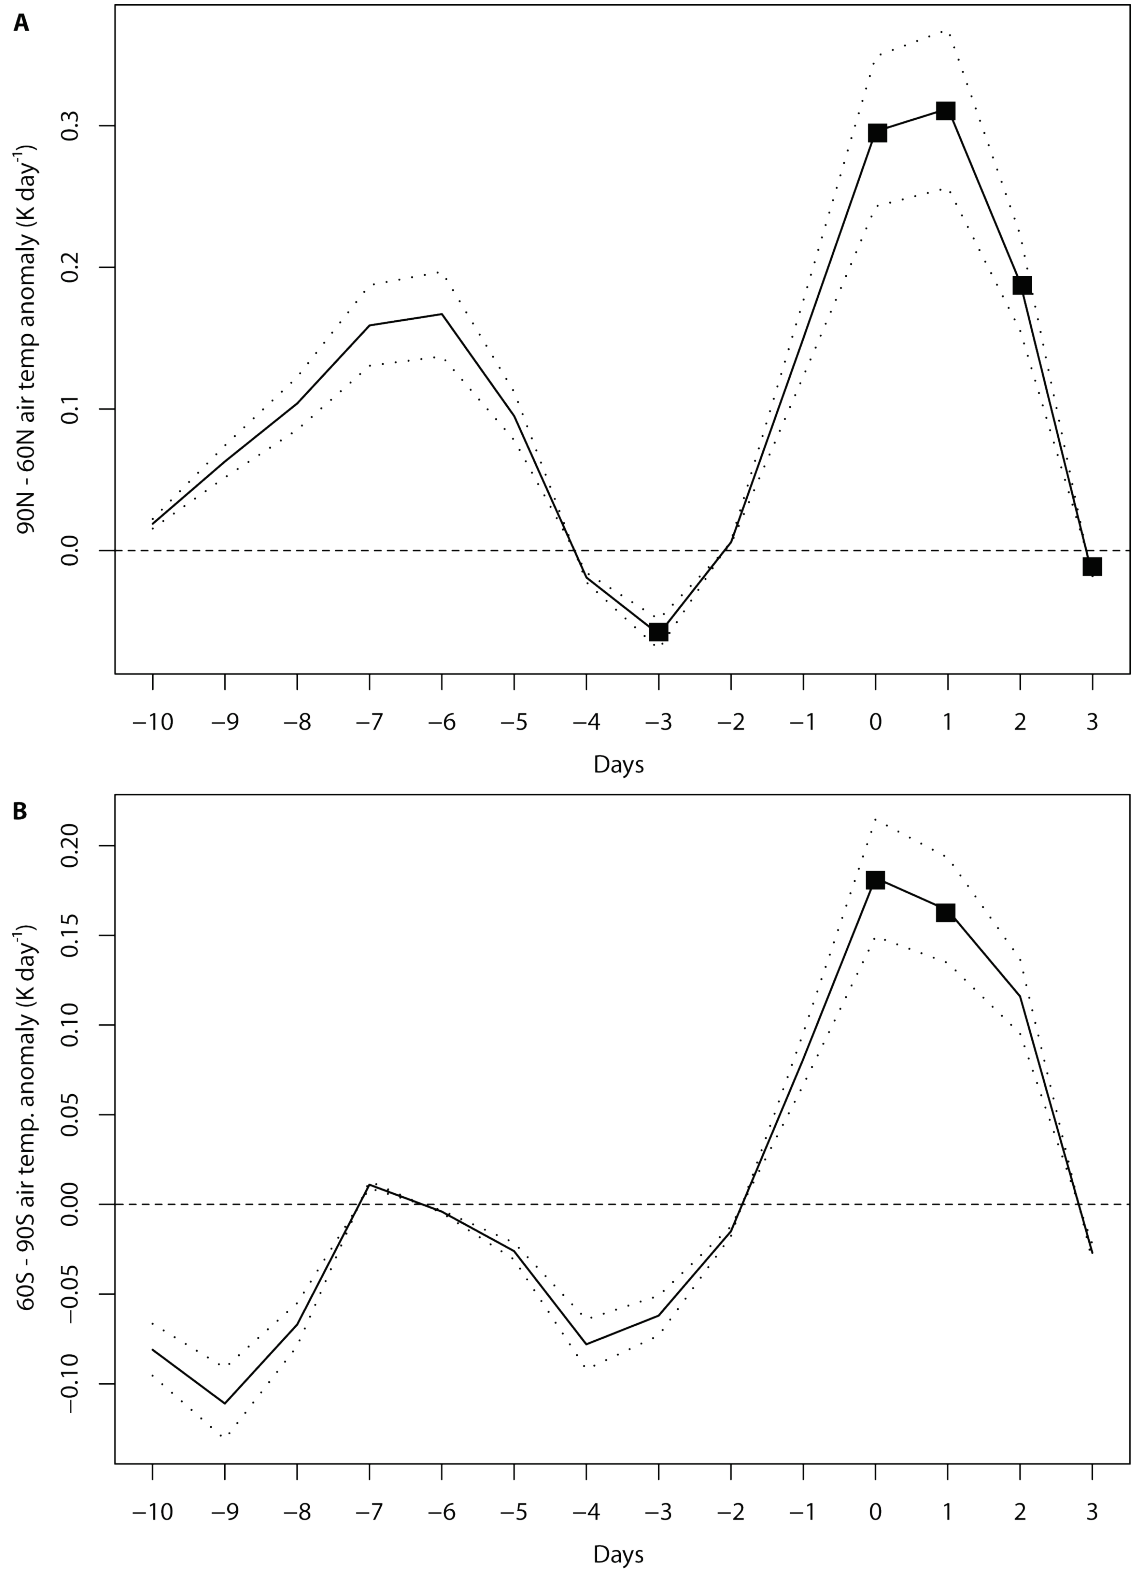 A
90N - 60N air temp anomaly (K day-1)
0.3
0.2
0.1
0.0
−10 −9 −8 −7 −6 −5 −4 −3 −2 −1 0 1 2 3
Days
B
60S - 90S air temp. anomaly (K day-1)
0.20
0.15
0.10
0.05
0.00
−0.05
−0.10
−10 −9 −8 −7 −6 −5 −4 −3 −2 −1 0 1 2 3
Days